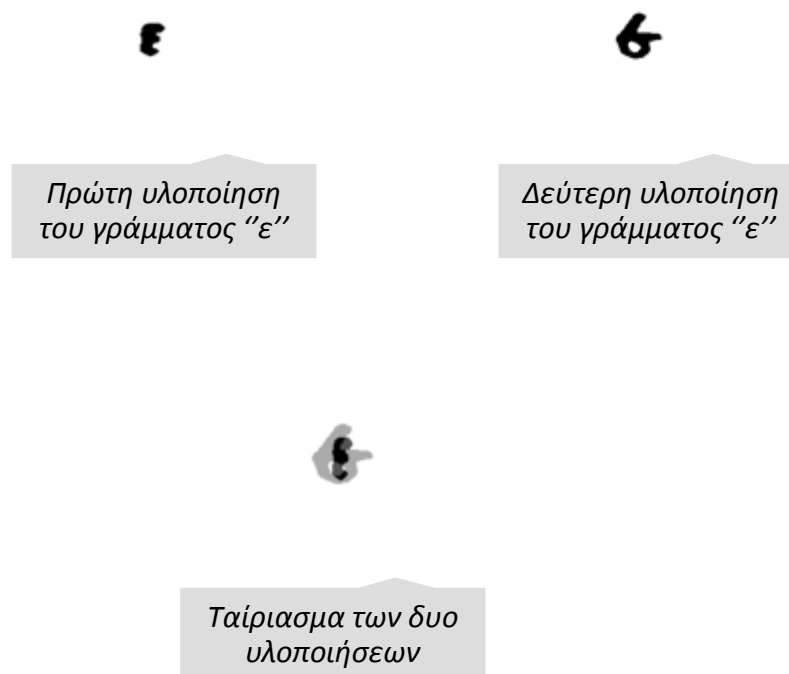 ε
Πρώτη υλοποίηση
του γράμματος ‘’ε’’
Δεύτερη υλοποίηση
του γράμματος ‘’ε’’
Ταίριασμα των δυο
υλοποιήσεων